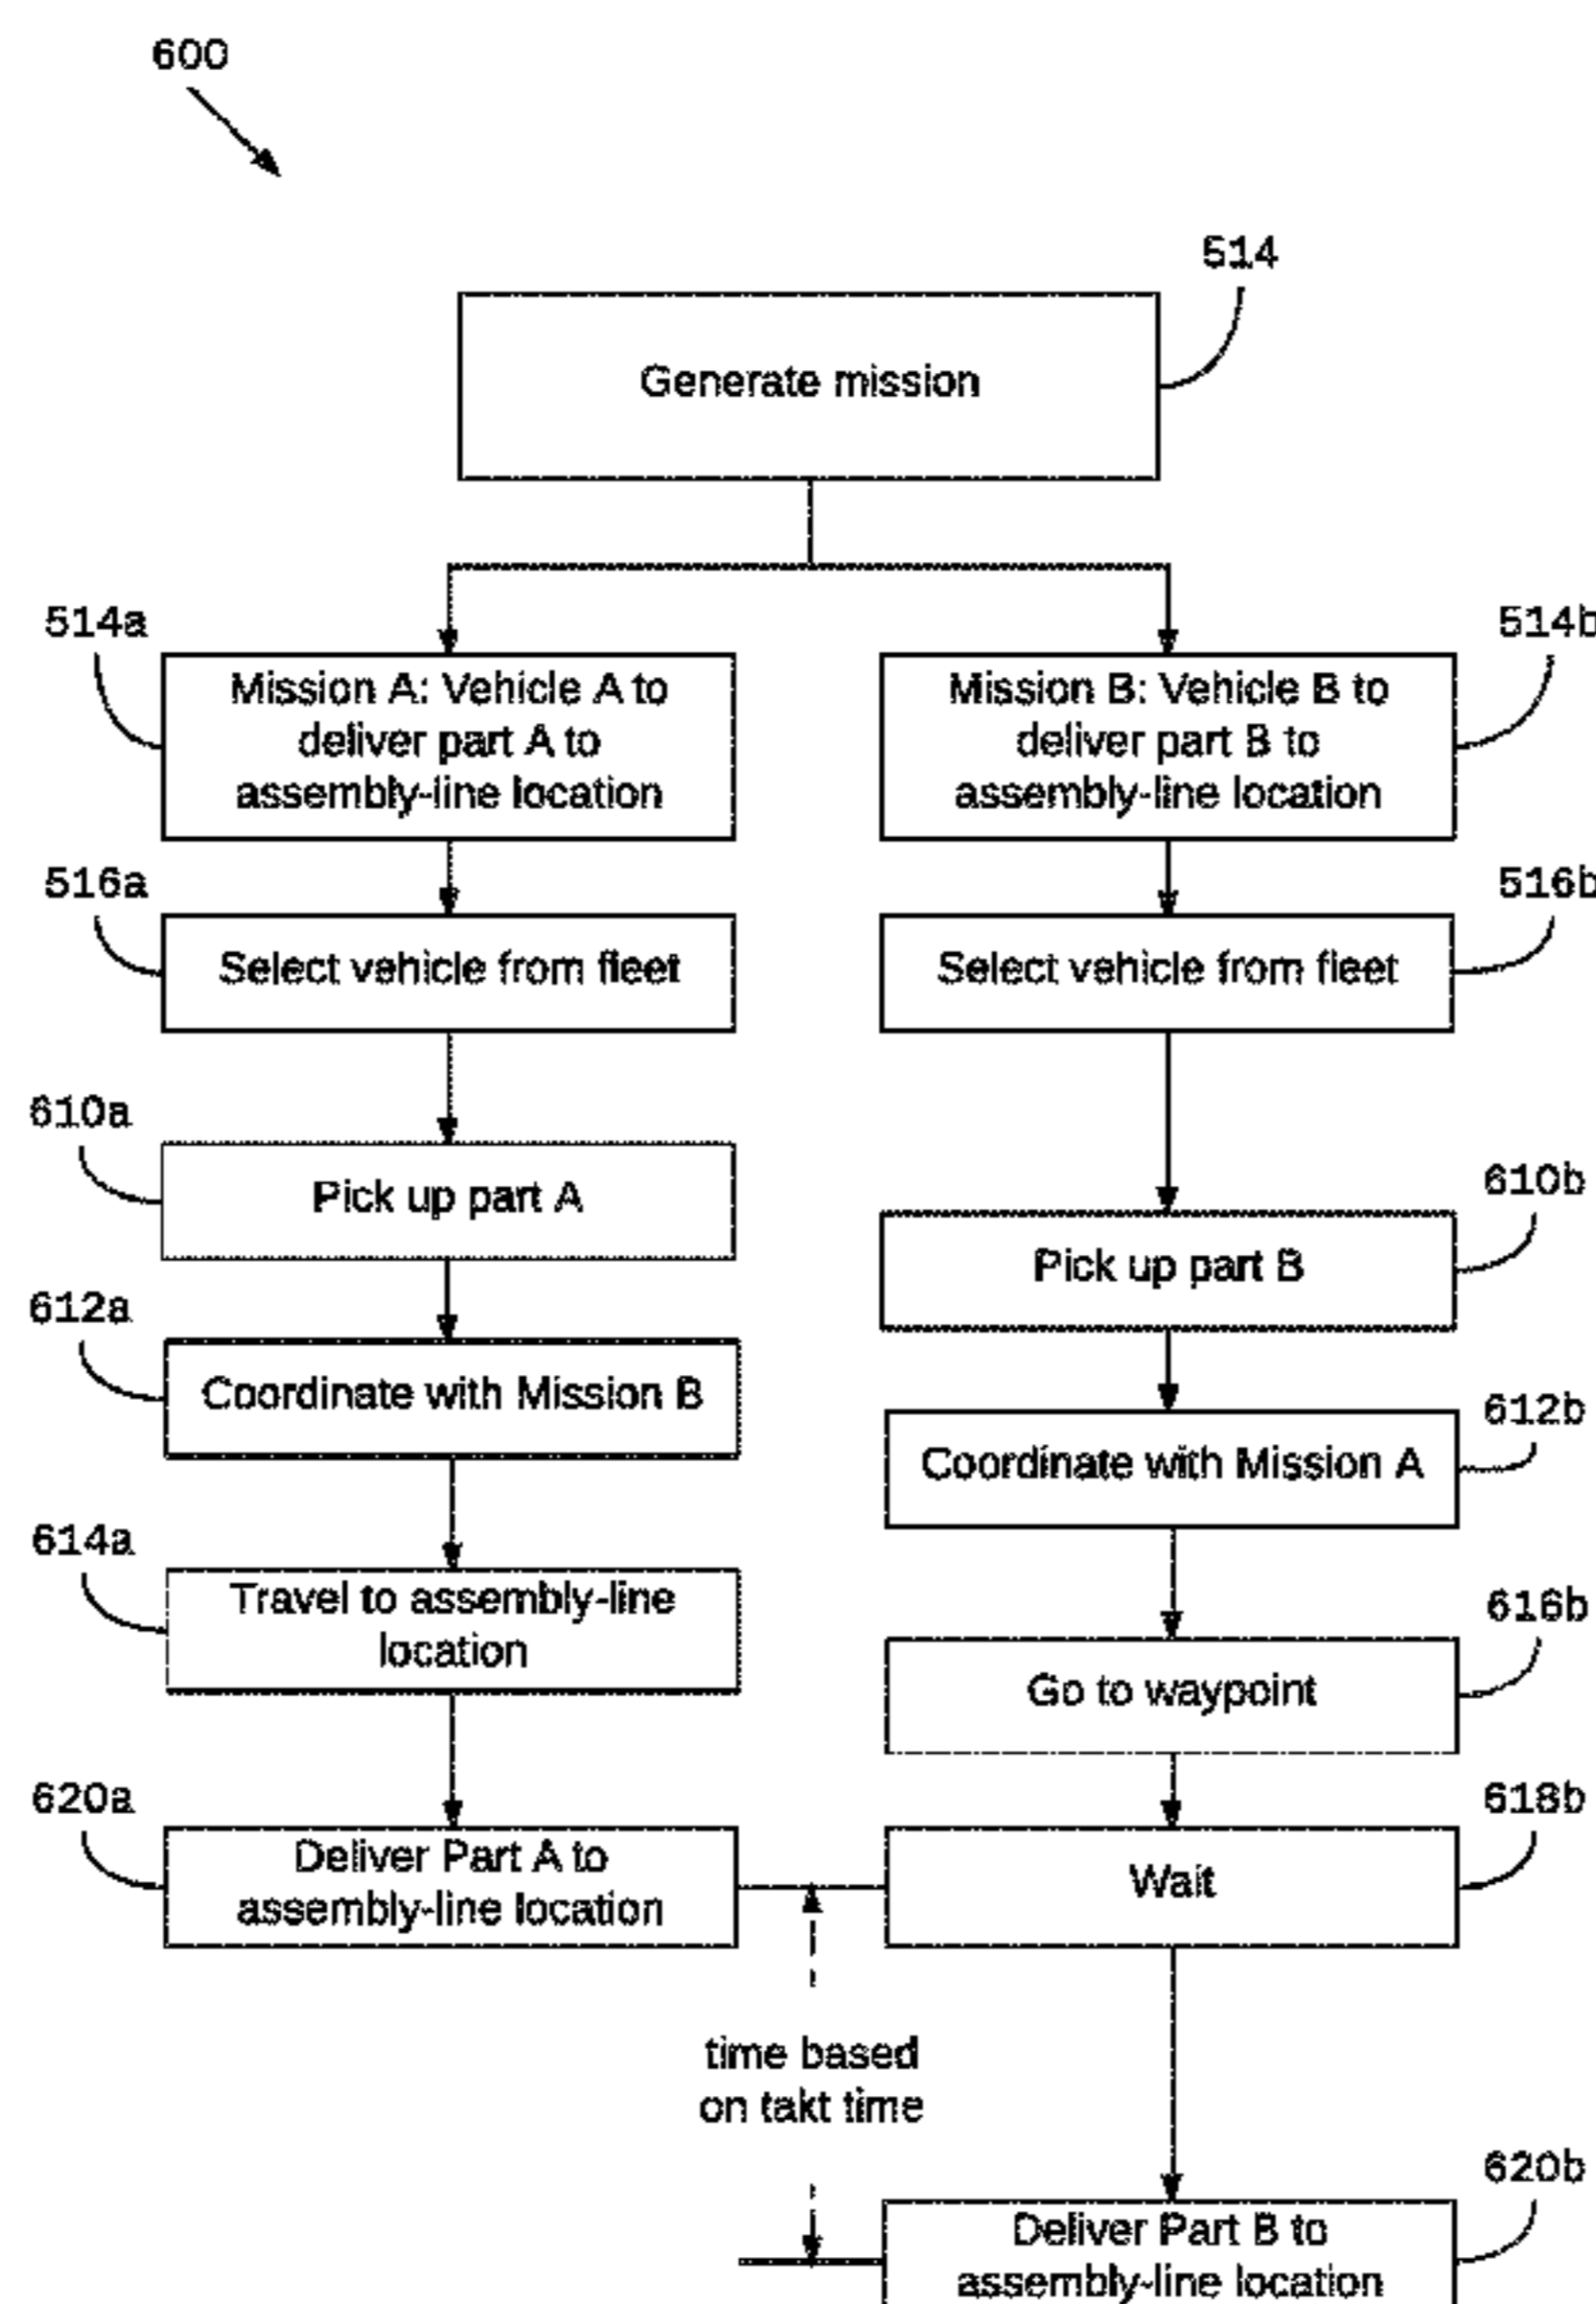 600
514
Generate mission
514a
514b
Mission A: Vehicle A to
deliver part A to
assembly-line location
Mission B: Vehicle B to
deliver part B to
assembly-line location
516a
516b
Select vehicle from fleet
Select vehicle from fleet
610a
Pick up part A
610b
Pick up part B
612a
Coordinate with Mission B
612b
Coordinate with Mission A
614a
Travel to assembly-line
location
616b
Go to waypoint
620a
Deliver Part A to
assembly-line location
618b
Wait
time based
on takt time
620b
Deliver Part B to
assembly-line location